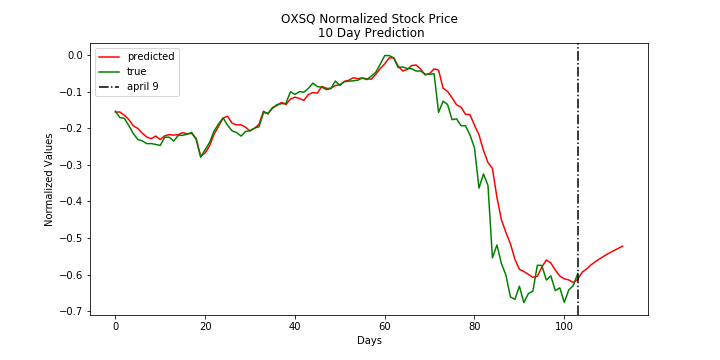 OXSQ Normalized Stock Price
10 Day Prediction
predicted
true
april 9
Normalized Values
0.0
−0.1
−0.2
−0.3
−0.4
−0.5
−0.6
−0.7
0 20 40 60 80 100
Days